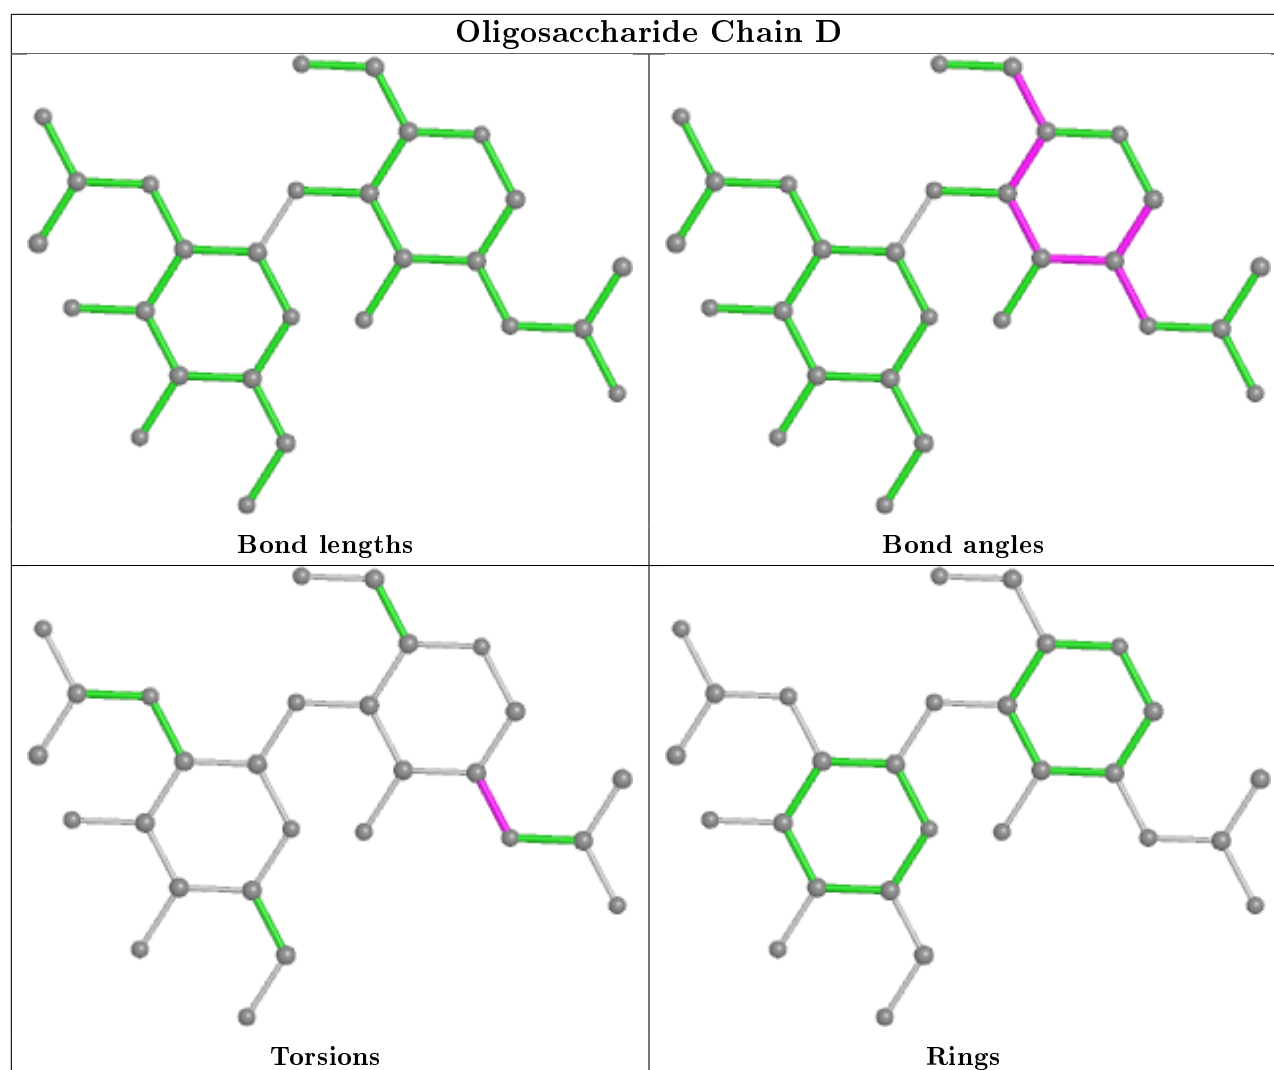 Oligosaccharide Chain D
Bond lengths
Bond angles
Torsions
Rings